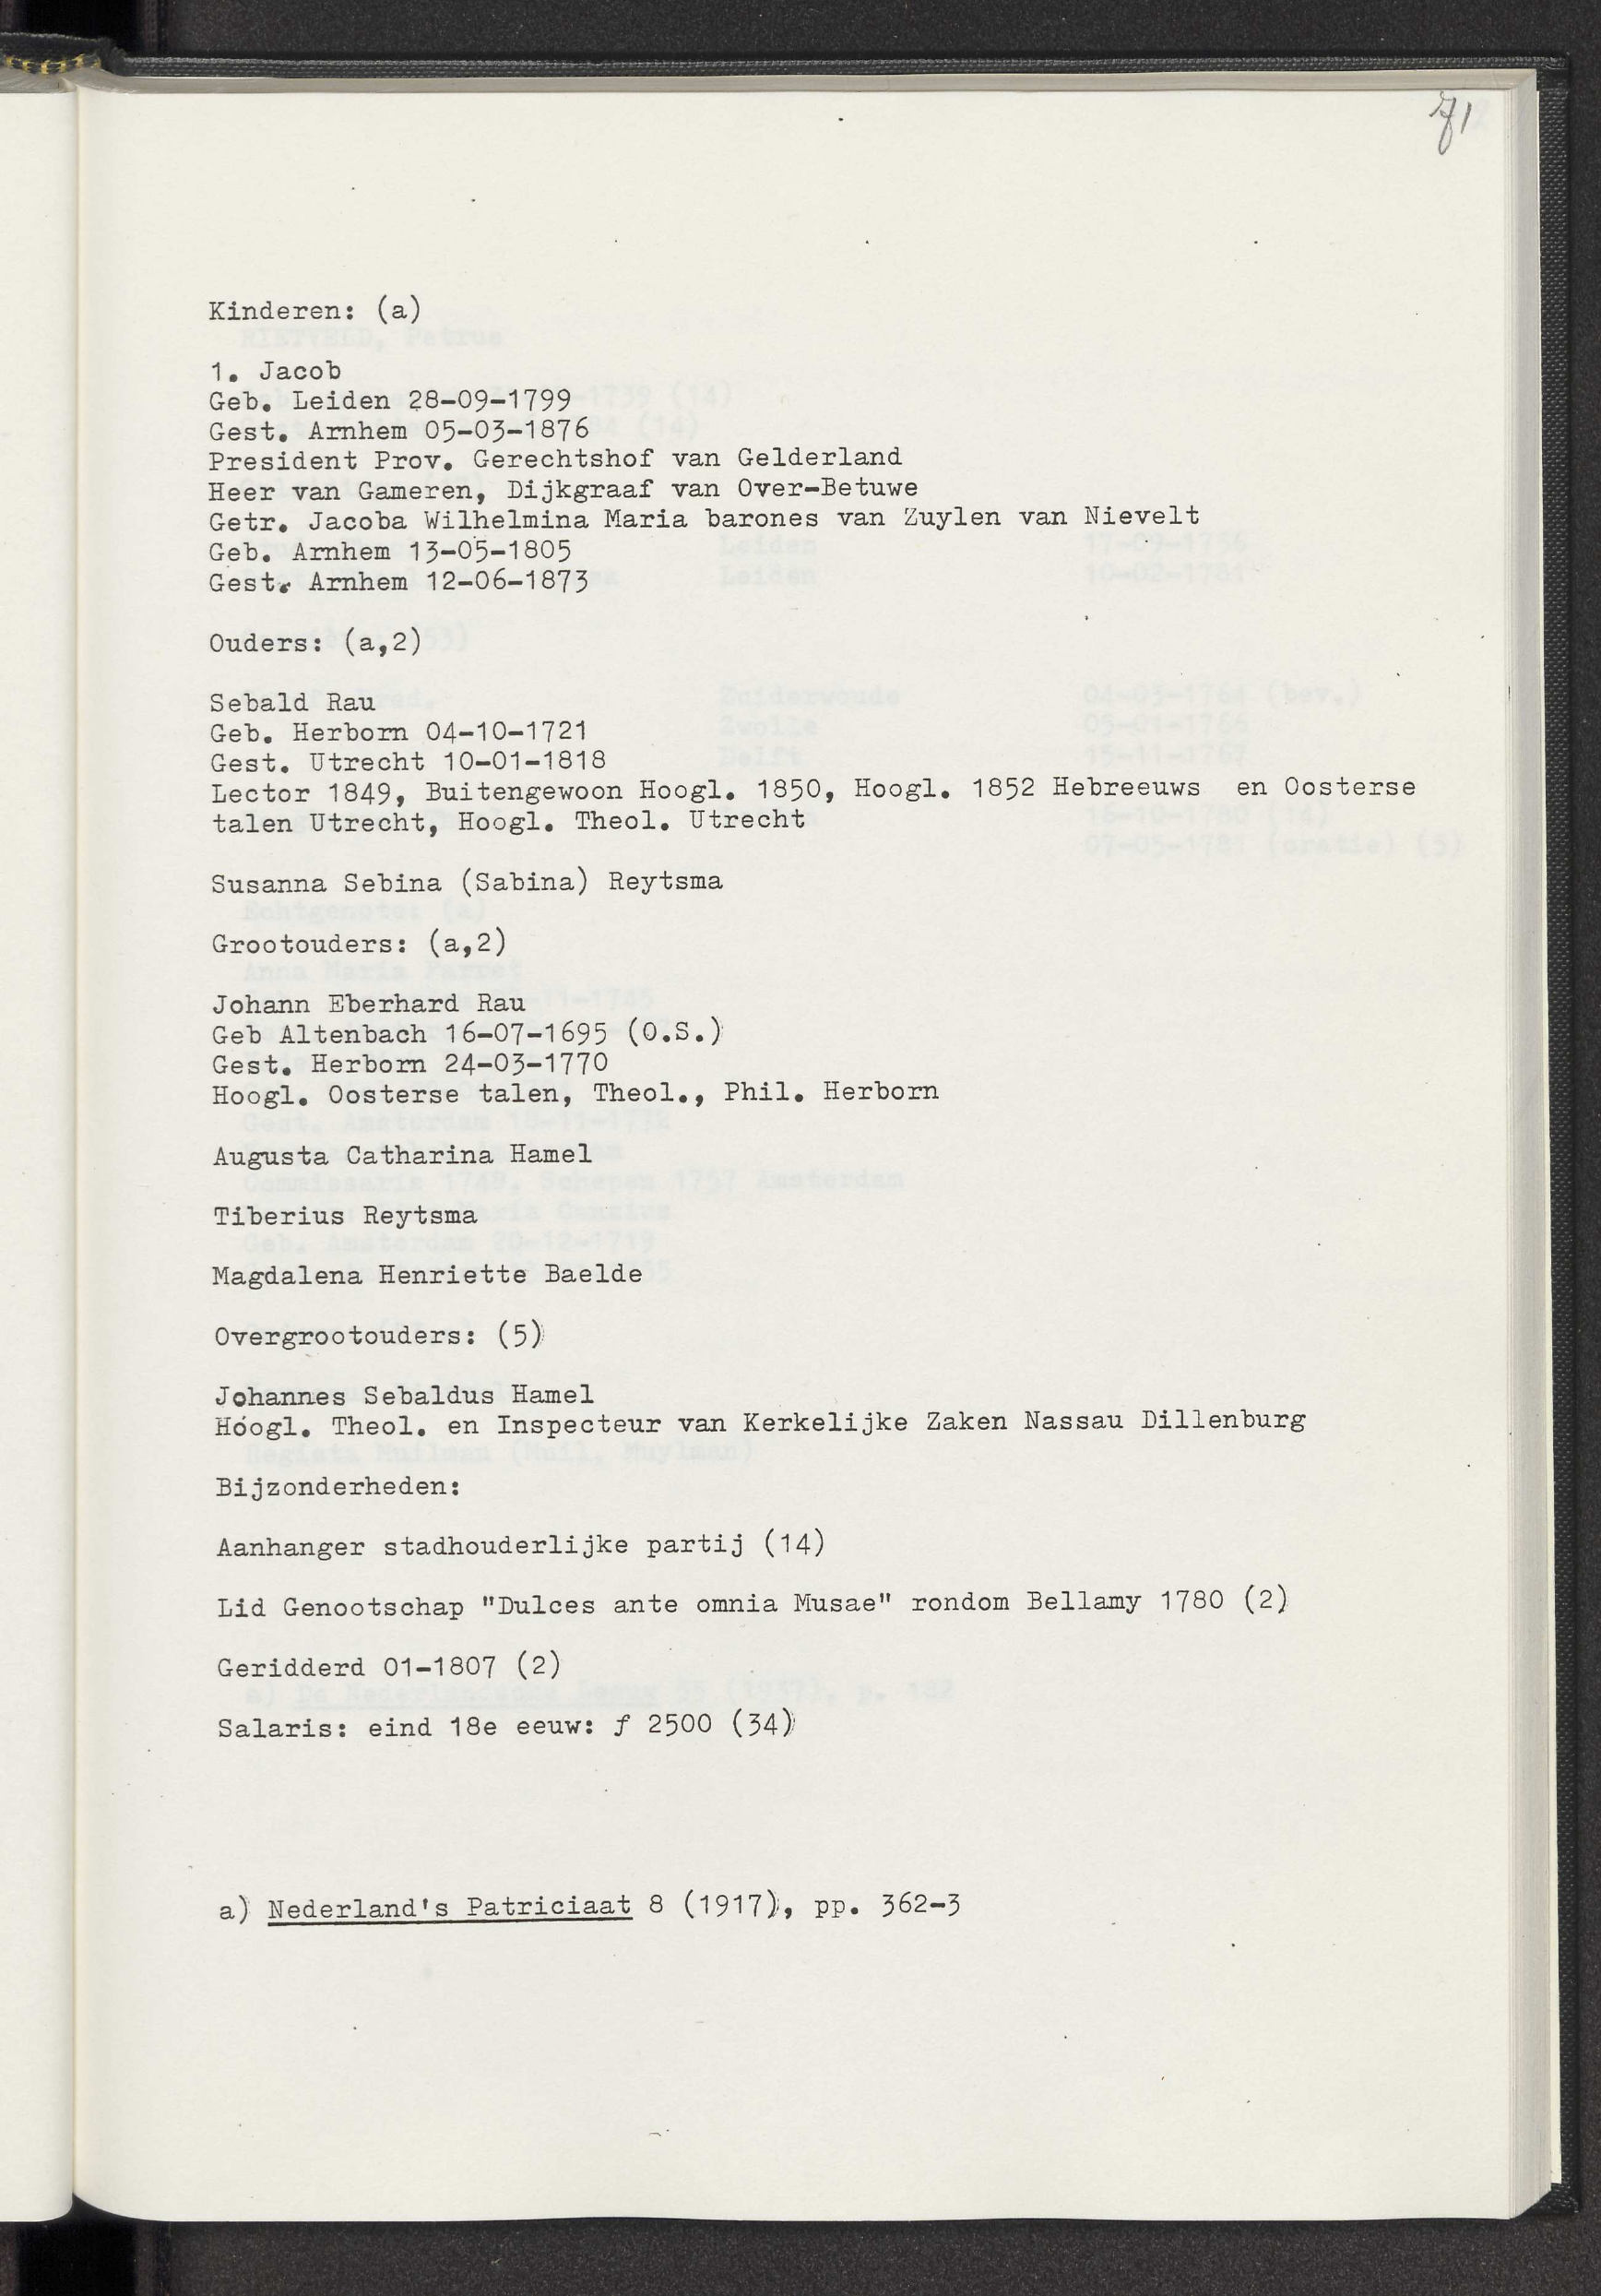 71
Kinderen: (a)
1. Jacob
Geb. Leiden 28-09-1799
Gest. Arnhem 05-03-1876
President Prov. Gerechtshof van Gelderland
Heer van Gameren, Dijkgraaf van Over-Betuwe
Getr. Jacoba Wilhelmina Maria barones van Zuylen van Nievelt
Geb. Arnhem 13-05-1805
Gest. Arnhem 12-06-1873
Ouders: (a,2)
Sebald Rau
Geb. Herborn 04-10-1721
Gest. Utrecht 10-01-1818
Lector 1849, Buitengewoon Hoogl. 1850, Hoogl. 1852 Hebreeuws en Oosterse
talen Utrecht, Hoogl. Theol. Utrecht
Susanna Sebina (Sabina) Reytsma
Grootouders: (a,2)
Johann Eberhard Rau
Geb Altenbach 16-07-1695 (O.S.)
Gest. Herborn 24-03-1770
Hoogl. Oosterse talen, Theol., Phil. Herborn
Augusta Catharina Hamel
Tiberius Reytsma
Magdalena Henriette Baelde
Overgrootouders: (5)
Johannes Sebaldus Hamel
Hoogl. Theol. en Inspecteur van Kerkelijke Zaken Nassau Dillenburg
Bijzonderheden:
Aanhanger stadhouderlijke partij (14)
Lid Genootschap "Dulces ante omnia Musae" rondom Bellamy 1780 (2)
Geridderd 01-1807 (2)
Salaris: eind 18e eeuw: ƒ 2500 (34)
a) Nederland's Patriciaat 8 (1917), pp. 362-3